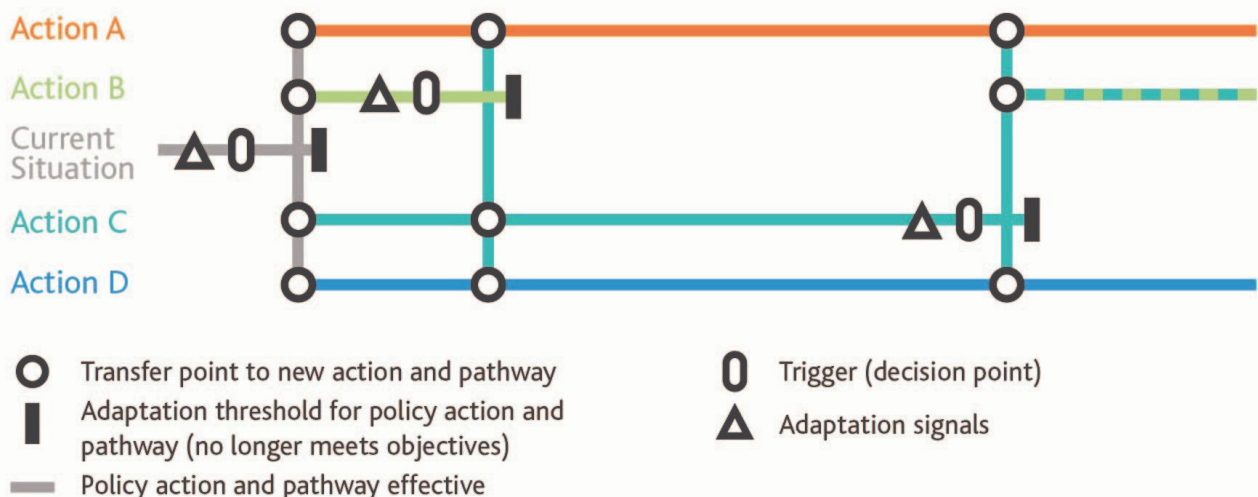 Action A
Action B
Current
Situation
Action C
Action D
Transfer point to new action and pathway
Adaptation threshold for policy action and
pathway (no longer meets objectives)
Policy action and pathway effective
Trigger (decision point)
Adaptation signals